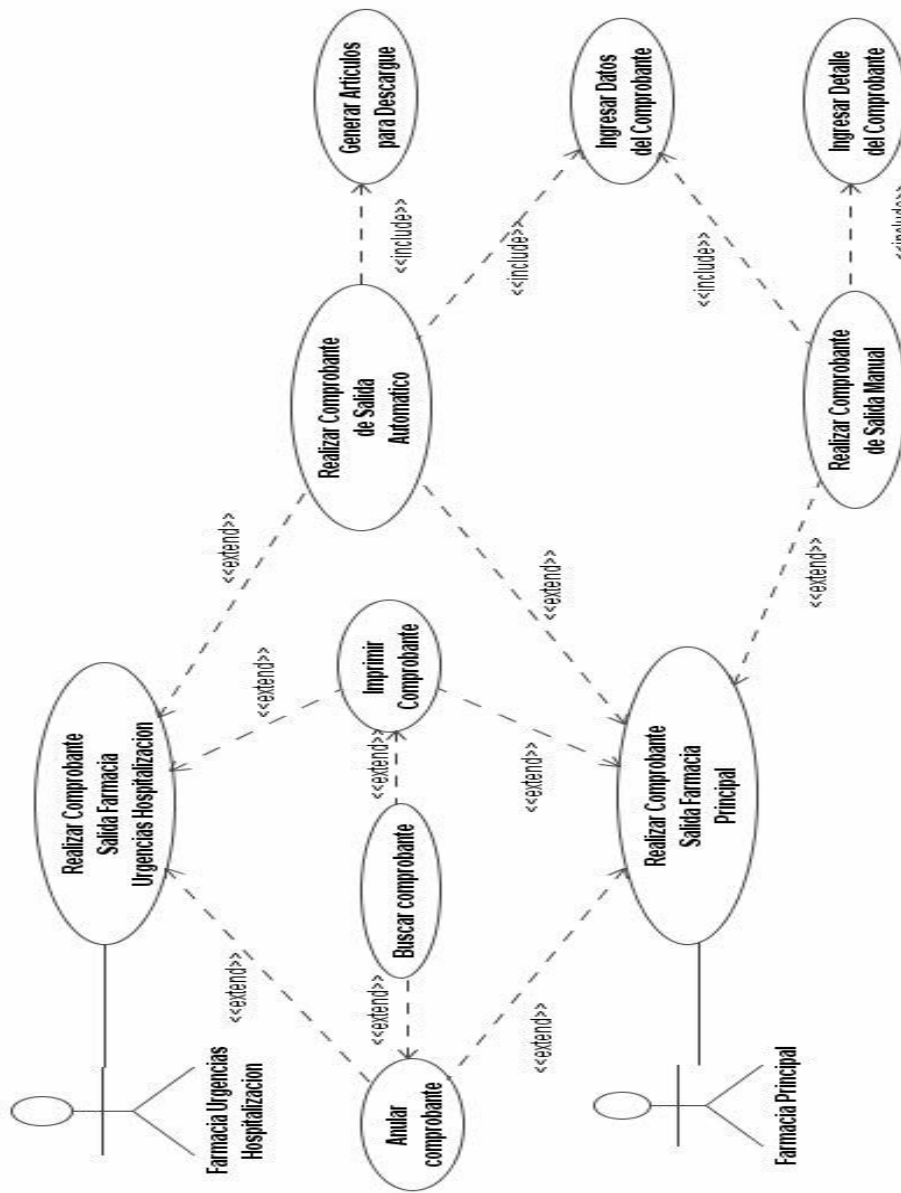 Farmacia Urgencias
Hospitalizacion
Realizar Comprobante
Salida Farmacia
Urgencias Hospitalizacion
<<extend>>
<<extend>>
<<extend>>
Anular
comprobante
<<extend>>
Buscar comprobante
<<extend>>
Imprimir
Comprobante
Realizar Comprobante
de Salida
Automatico
<<include>>
Generar Articulos
para Descargue
<<extend>>
<<extend>>
<<extend>>
<<include>>
<<include>>
Ingresar Datos
del Comprobante
Farmacia Principal
Realizar Comprobante
Salida Farmacia
Principal
<<extend>>
Realizar Comprobante
de Salida Manual
<<include>>
Ingresar Detalle
del Comprobante